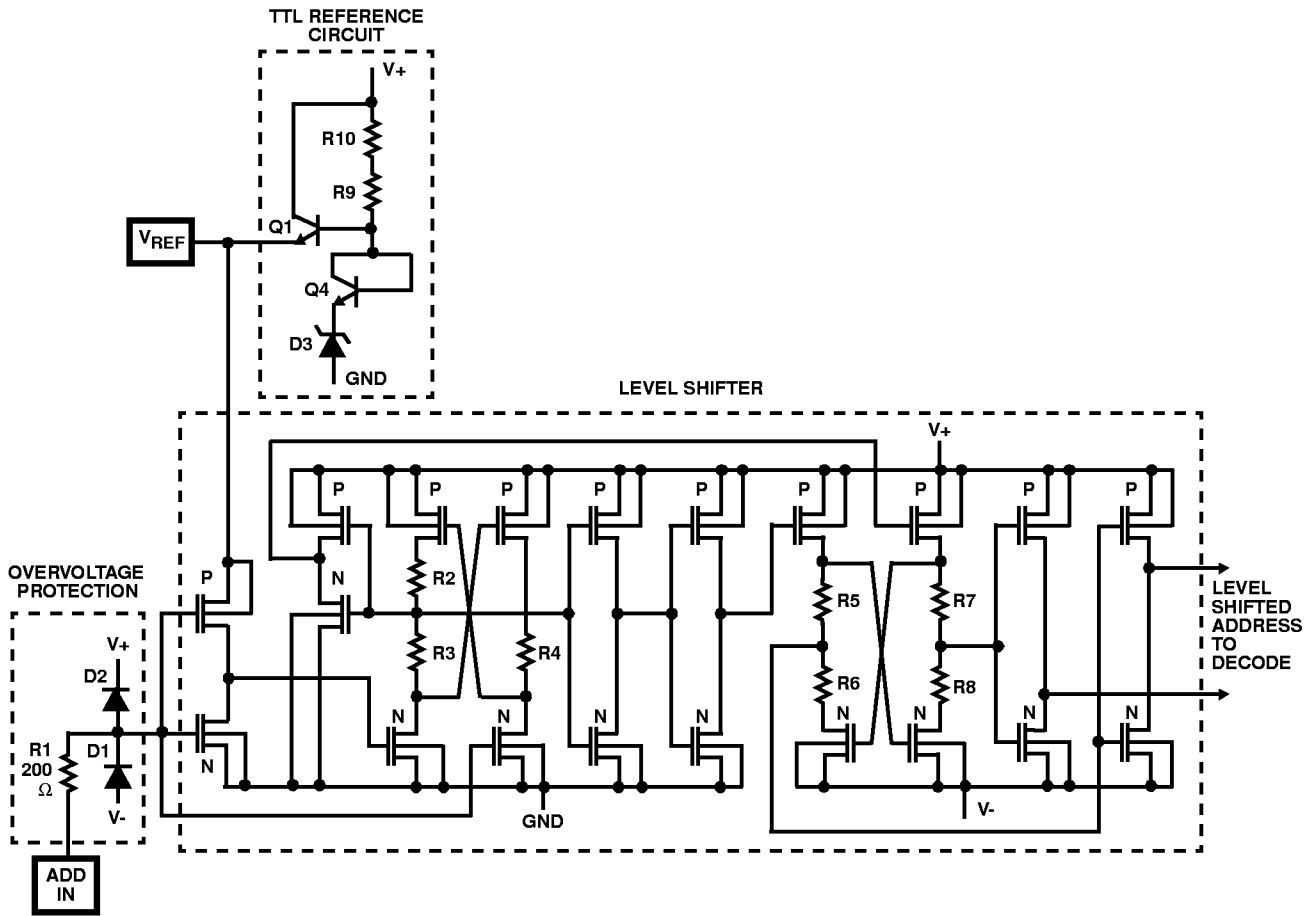 TTL REFERENCE
CIRCUIT
V+
R10
R9
Q1
VREF
Q4
D3
GND
LEVEL SHIFTER
V+
P
P
P
P
P
P
P
P
P
OVERVOLTAGE
PROTECTION
P
N
R2
R5
R7
LEVEL
SHIFTED
ADDRESS
TO
DECODE
V+
R3
R4
D2
R6
R8
N
N
N
N
N
N
N
N
R1
200
Ω
D1
N
V-
GND
V-
ADD
IN